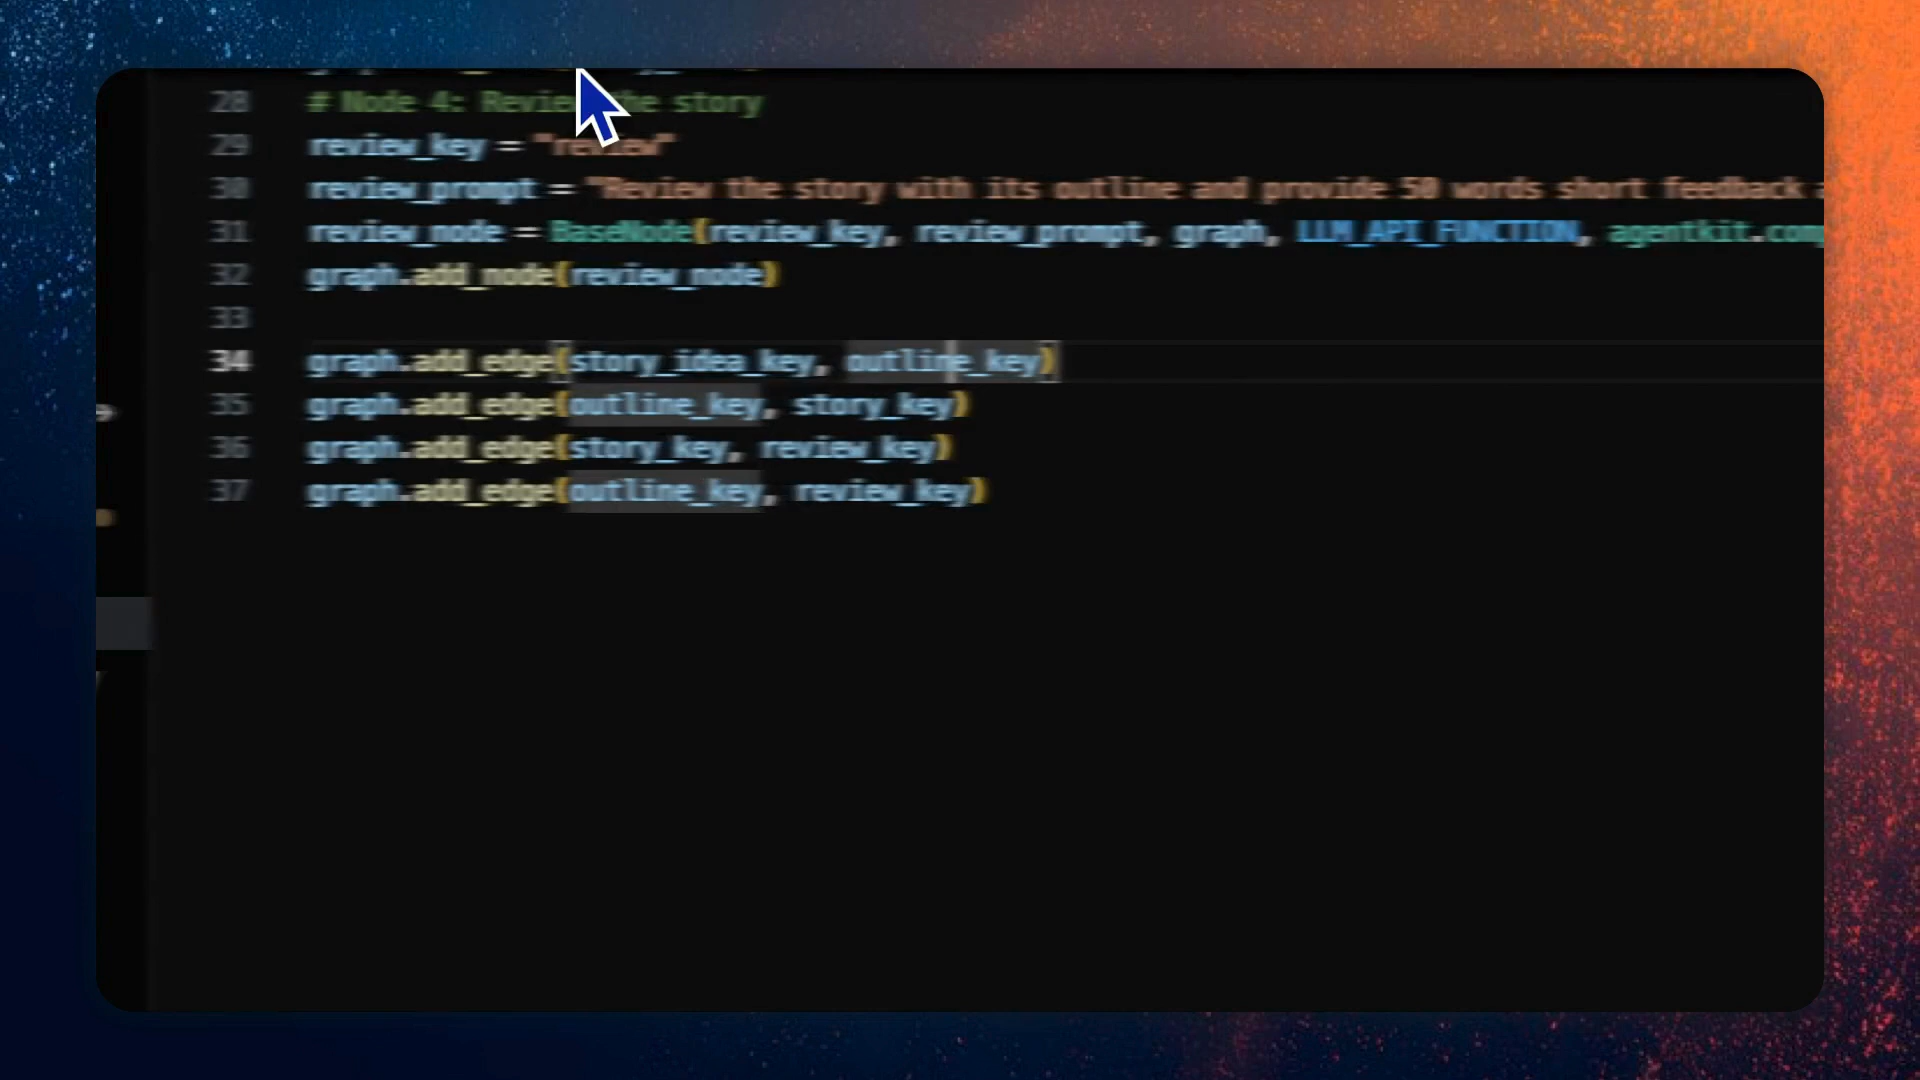 28 # Node 4: Review the story
29 review_key = "review"
30 review_prompt = "Review the story with its outline and provide 50 words short feedback a
31 review_node = BaseNode(review_key, review_prompt, graph, LLM_API_FUNCTION, agentkit.com
32 graph.add_node(review_node)
33
34 graph.add_edge(story_idea_key, outline_key)
35 graph.add_edge(outline_key, story_key)
36 graph.add_edge(story_key, review_key)
37 graph.add_edge(outline_key, review_key)